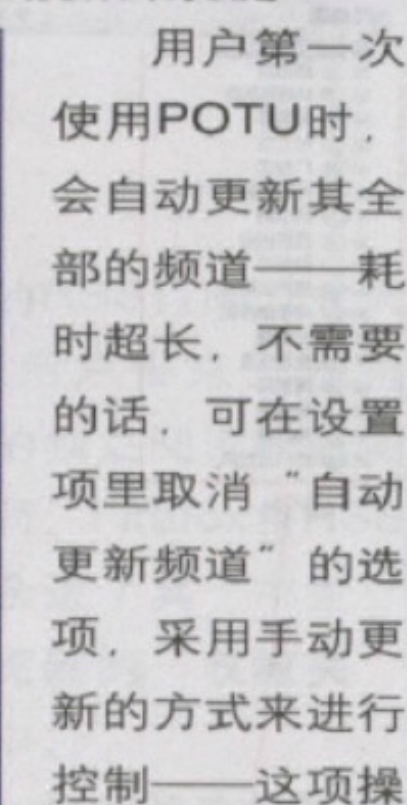 用户第一次
使用POTU时，
会自动更新其全
部的频道——耗
时超长，不需要
的话，可在设置
项里取消“自动
更新频道”的选
项，采用手动更
新的方式来进行
控制——这项操